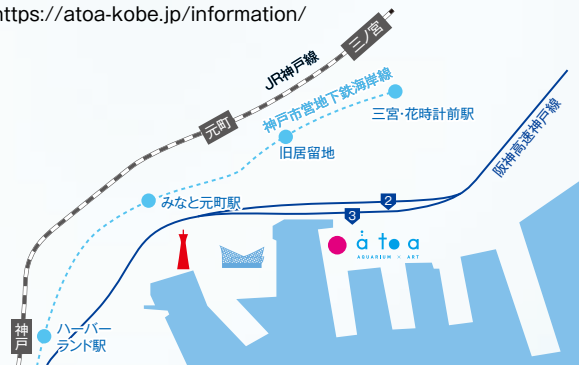 https://atoa-kobe.jp/information/
三ノ宮
JR神戸線
神戸市営地下鉄海岸線
元町
三宮・花時計前駅
阪神高速神戸線
旧居留地
みなと元町駅
2
3
átoa
AQUARIUM × ART
神戸
ハーバー
ランド駅